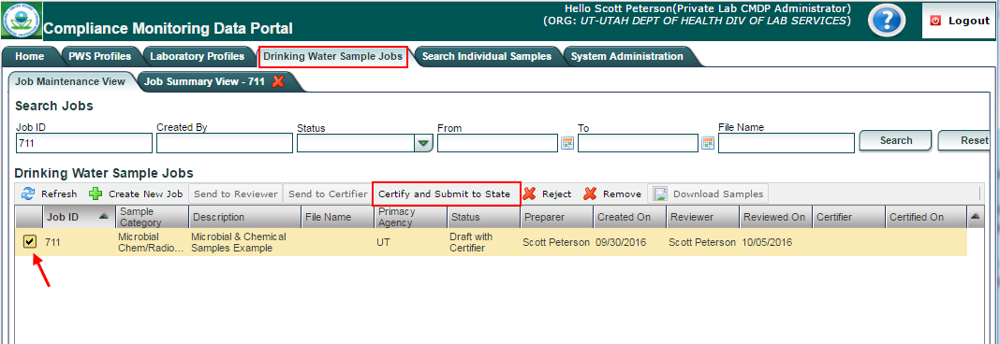 Hello Scott Peterson(Private Lab CMDP Administrator)
(ORG: UT-UTAH DEPT OF HEALTH DIV OF LAB SERVICES)
?
Logout
Compliance Monitoring Data Portal
Home PWS Profiles Laboratory Profiles Drinking Water Sample Jobs Search Individual Samples System Administration
Job Maintenance View Job Summary View - 711
Search Jobs
Job ID Created By Status From To File Name
711 Search Reset
Drinking Water Sample Jobs
Refresh Create New Job Send to Reviewer Send to Certifier Certify and Submit to State Reject Remove Download Samples
Job ID Sample Category Description File Name Primacy Agency Status Preparer Created On Reviewer Reviewed On Certifier Certified On
711 Microbial Chem/Radio... Microbial & Chemical Samples Example UT Draft with Certifier Scott Peterson 09/30/2016 Scott Peterson 10/05/2016